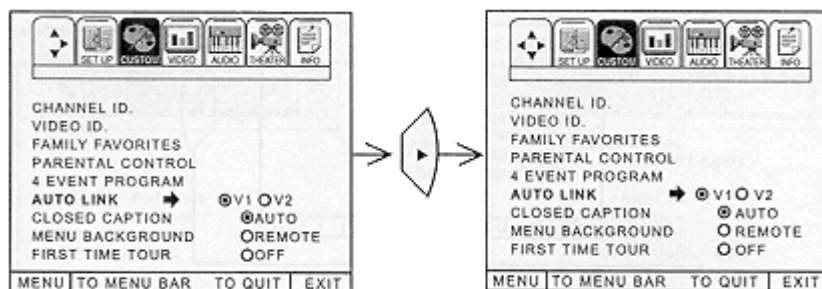 SET UP CUSTOM VIDEO AUDIO THEATER INFO
CHANNEL ID.
VIDEO ID.
FAMILY FAVORITES
PARENTAL CONTROL
4 EVENT PROGRAM
AUTO LINK V1 V2
CLOSED CAPTION AUTO
MENU BACKGROUND REMOTE
FIRST TIME TOUR OFF
MENU TO MENU BAR TO QUIT EXIT
SET UP CUSTOM VIDEO AUDIO THEATER INFO
CHANNEL ID.
VIDEO ID.
FAMILY FAVORITES
PARENTAL CONTROL
4 EVENT PROGRAM
AUTO LINK V1 V2
CLOSED CAPTION AUTO
MENU BACKGROUND REMOTE
FIRST TIME TOUR OFF
MENU TO MENU BAR TO QUIT EXIT